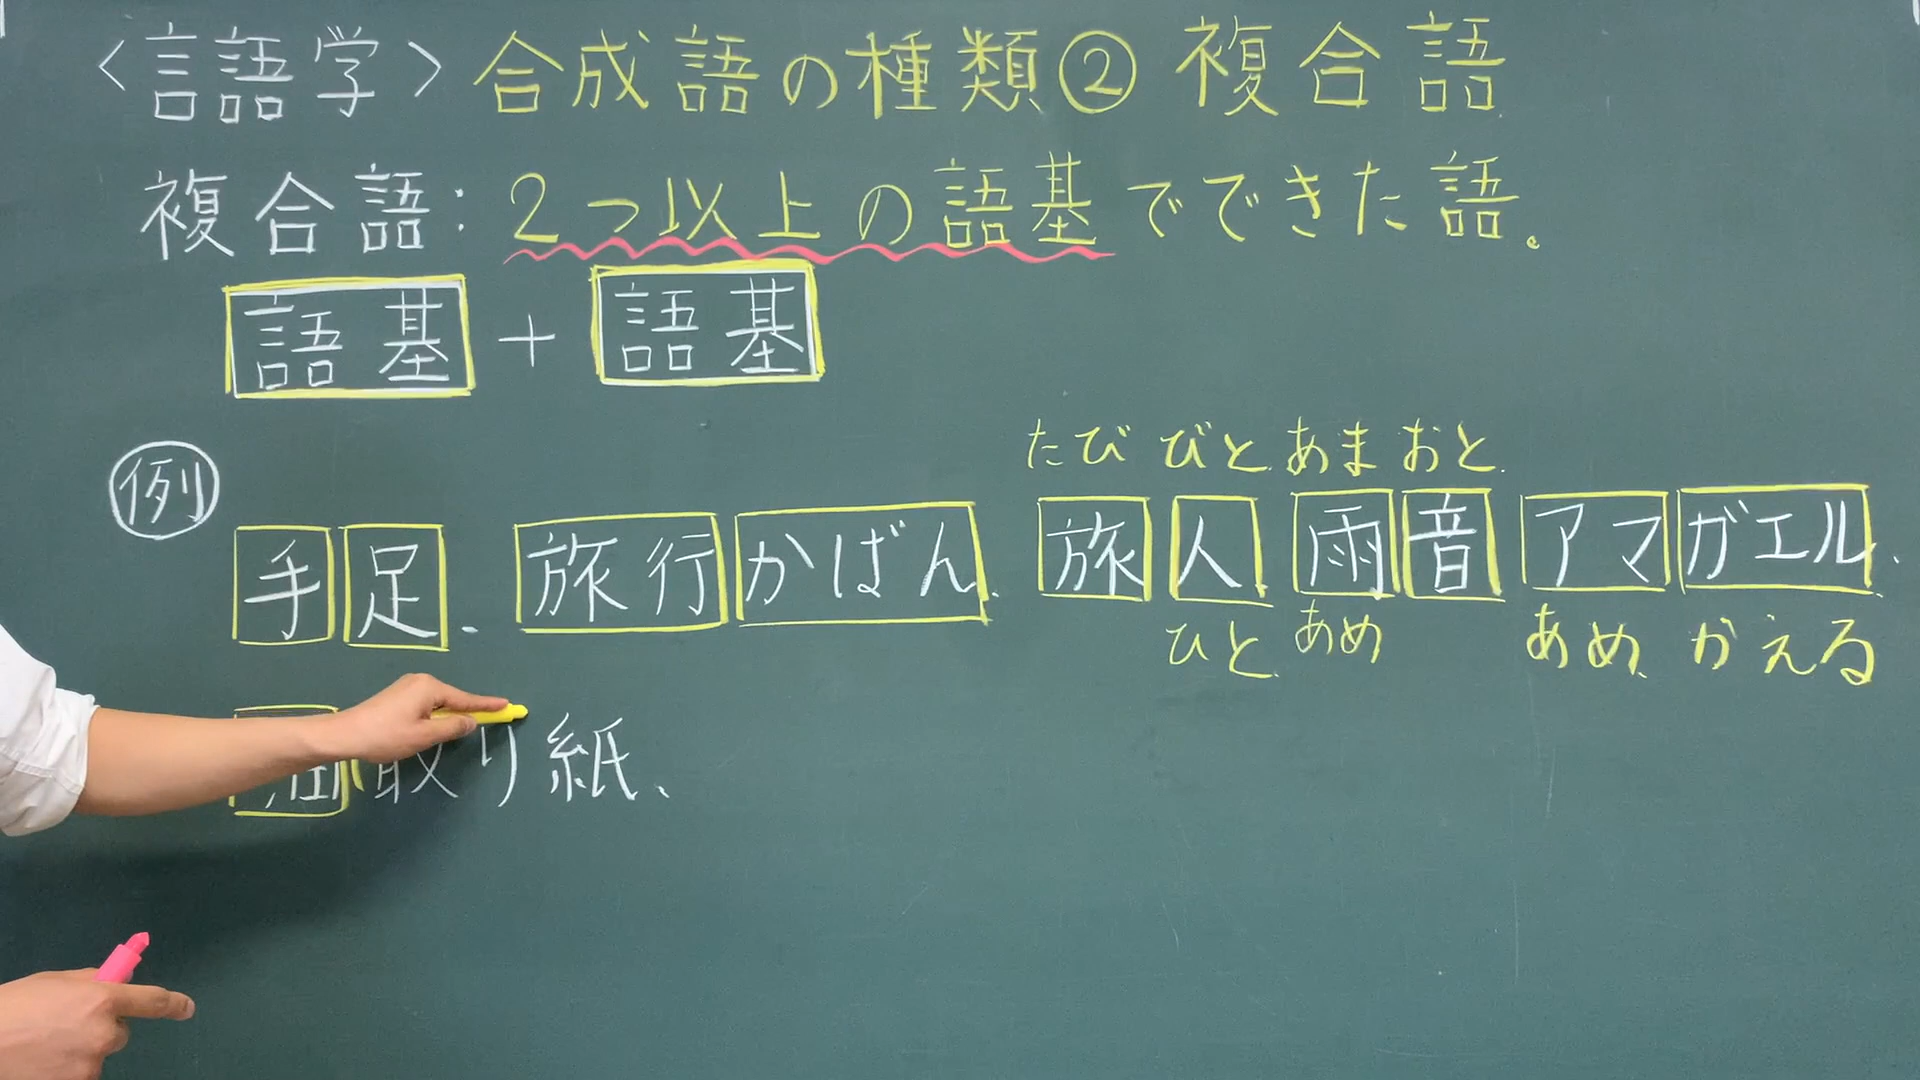 〈言語学〉合成語の種類② 複合語
複合語：2つ以上の語基でできた語。
語基 + 語基
たび びと あま おと
例 手足、旅行かばん、旅人、雨音、アマガエル、
ひと あめ あめ かえる
取り紙、